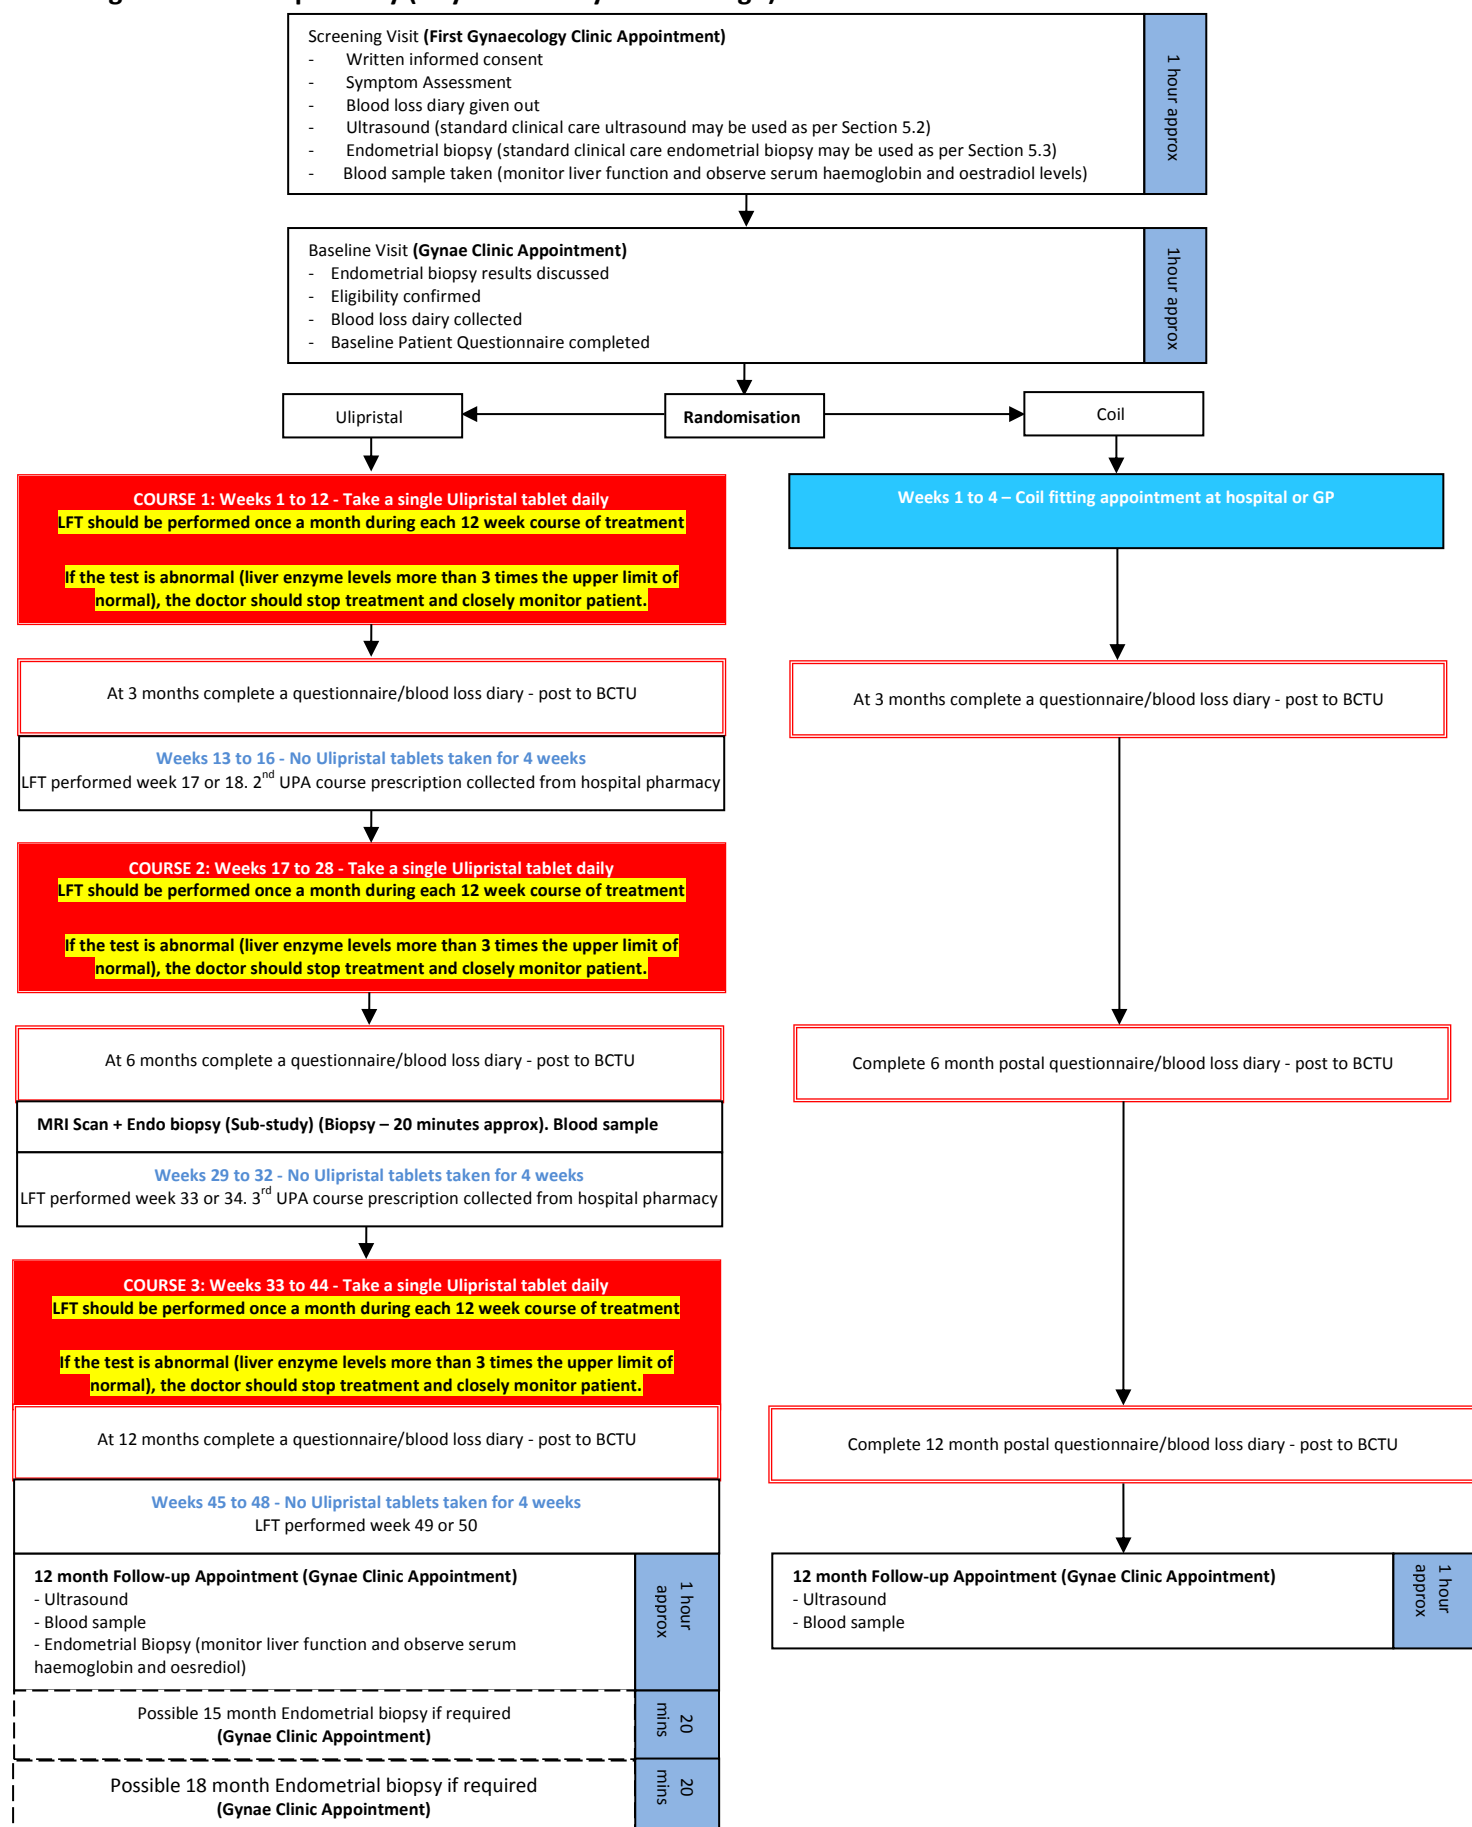 Screening Visit (First Gynaecology Clinic Appointment)
- Written informed consent
- Symptom Assessment
- Blood loss diary given out
- Ultrasound (standard clinical care ultrasound may be used as per Section 5.2)
- Endometrial biopsy (standard clinical care endometrial biopsy may be used as per Section 5.3)
- Blood sample taken (monitor liver function and observe serum haemoglobin and oestradiol levels)
1 hour approx
Baseline Visit (Gynae Clinic Appointment)
- Endometrial biopsy results discussed
- Eligibility confirmed
- Blood loss dairy collected
- Baseline Patient Questionnaire completed
1hour approx
Ulipristal
Randomisation
Coil
COURSE 1: Weeks 1 to 12 - Take a single Ulipristal tablet daily
LFT should be performed once a month during each 12 week course of treatment
If the test is abnormal (liver enzyme levels more than 3 times the upper limit of
normal), the doctor should stop treatment and closely monitor patient.
Weeks 1 to 4 – Coil fitting appointment at hospital or GP
At 3 months complete a questionnaire/blood loss diary - post to BCTU
At 3 months complete a questionnaire/blood loss diary - post to BCTU
Weeks 13 to 16 - No Ulipristal tablets taken for 4 weeks
LFT performed week 17 or 18. 2nd UPA course prescription collected from hospital pharmacy
COURSE 2: Weeks 17 to 28 - Take a single Ulipristal tablet daily
LFT should be performed once a month during each 12 week course of treatment
If the test is abnormal (liver enzyme levels more than 3 times the upper limit of
normal), the doctor should stop treatment and closely monitor patient.
At 6 months complete a questionnaire/blood loss diary - post to BCTU
Complete 6 month postal questionnaire/blood loss diary - post to BCTU
MRI Scan + Endo biopsy (Sub-study) (Biopsy – 20 minutes approx). Blood sample
Weeks 29 to 32 - No Ulipristal tablets taken for 4 weeks
LFT performed week 33 or 34. 3rd UPA course prescription collected from hospital pharmacy
COURSE 3: Weeks 33 to 44 - Take a single Ulipristal tablet daily
LFT should be performed once a month during each 12 week course of treatment
If the test is abnormal (liver enzyme levels more than 3 times the upper limit of
normal), the doctor should stop treatment and closely monitor patient.
At 12 months complete a questionnaire/blood loss diary - post to BCTU
Complete 12 month postal questionnaire/blood loss diary - post to BCTU
Weeks 45 to 48 - No Ulipristal tablets taken for 4 weeks
LFT performed week 49 or 50
12 month Follow-up Appointment (Gynae Clinic Appointment)
- Ultrasound
- Blood sample
- Endometrial Biopsy (monitor liver function and observe serum
haemoglobin and oesrediol)
1 hour
approx
12 month Follow-up Appointment (Gynae Clinic Appointment)
- Ultrasound
- Blood sample
1 hour
approx
Possible 15 month Endometrial biopsy if required
(Gynae Clinic Appointment)
20
mins
Possible 18 month Endometrial biopsy if required
(Gynae Clinic Appointment)
20
mins